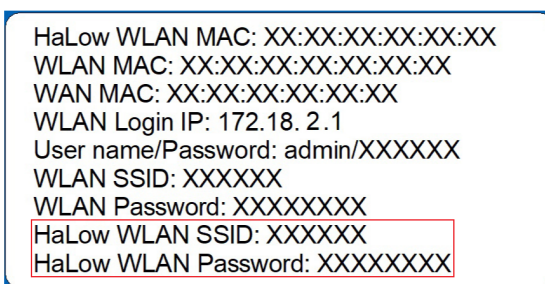 HaLow WLAN MAC: XX:XX:XX:XX:XX:XX
WLAN MAC: XX:XX:XX:XX:XX:XX:XX
WAN MAC: XX:XX:XX:XX:XX:XX
WLAN Login IP: 172.18. 2.1
User name/Password: admin/XXXXXX
WLAN SSID: XXXXXX
WLAN Password: XXXXXXXX
HaLow WLAN SSID: XXXXXX
HaLow WLAN Password: XXXXXXXX